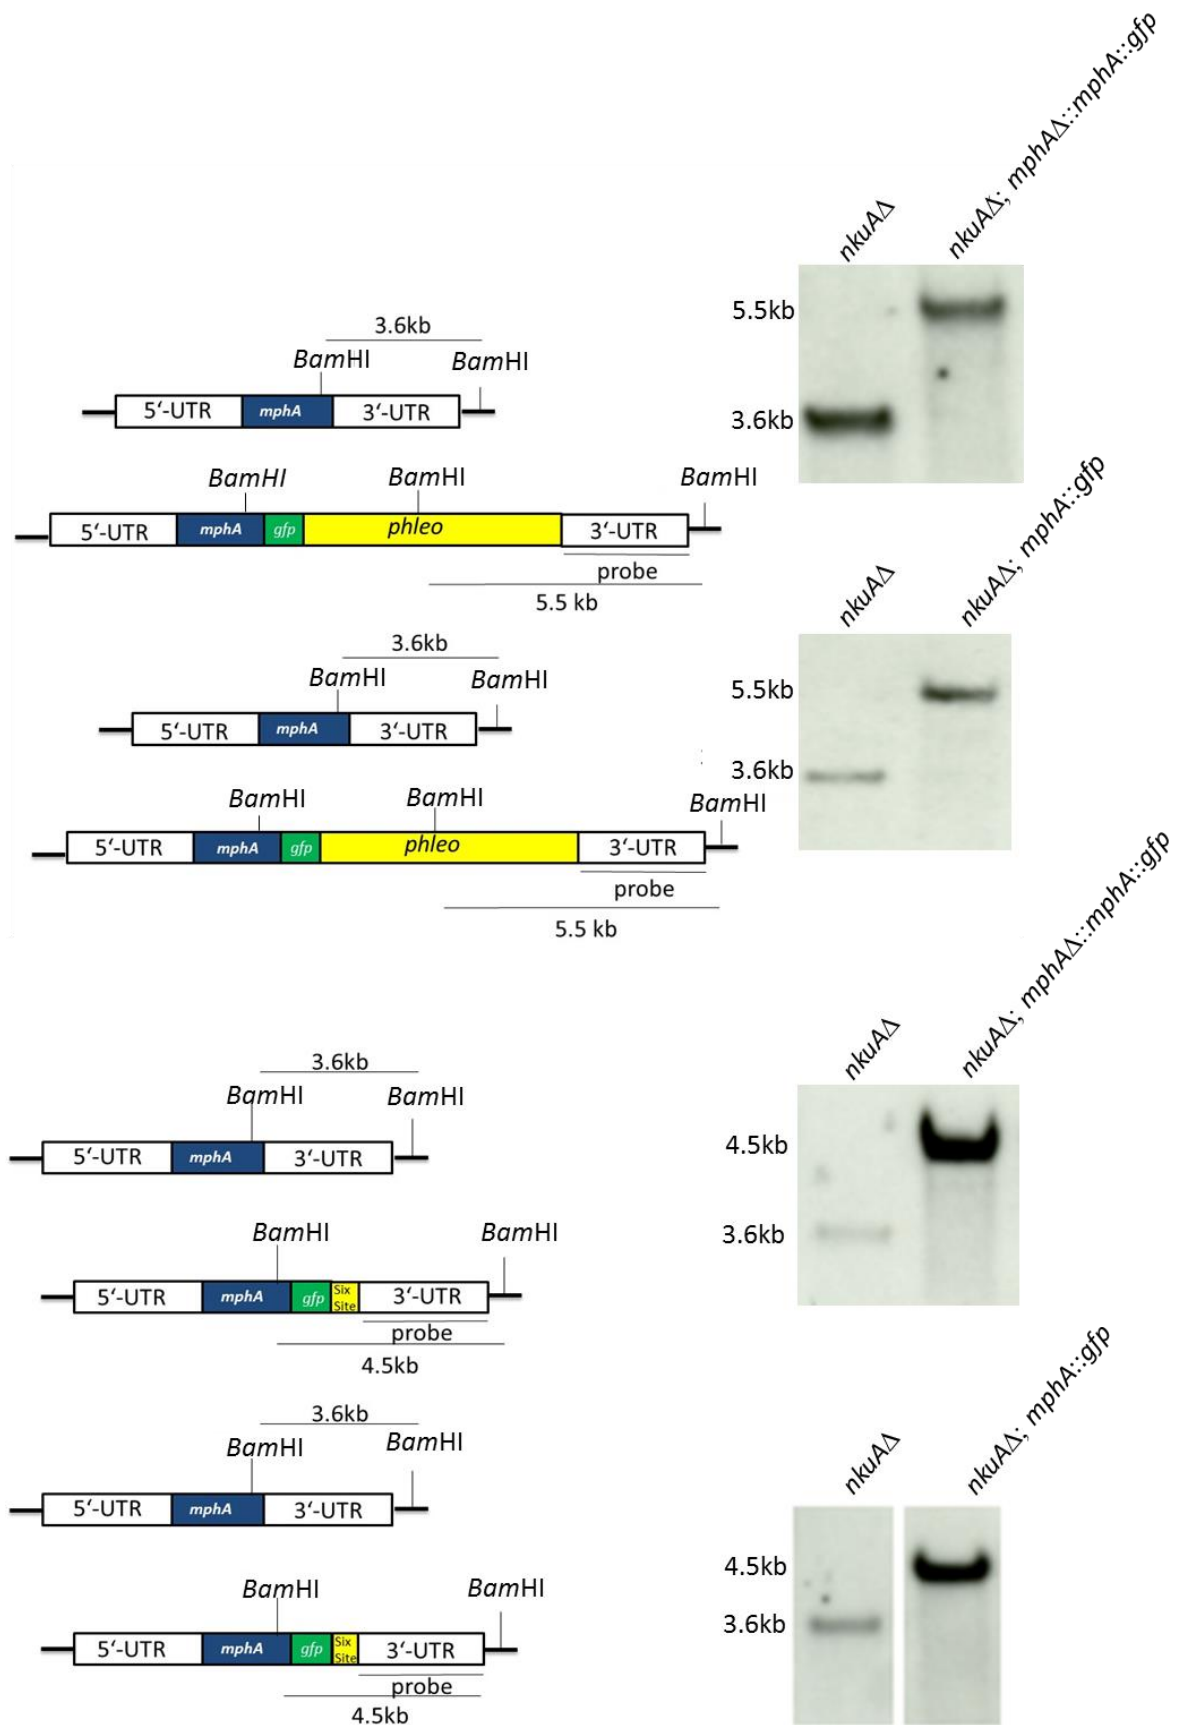 nkuAΔ
nkuAΔ; mphAΔ::mphA::gfp
5.5kb
3.6kb
3.6kb
BamHI BamHI
5‘-UTR mphA 3‘-UTR
BamHI BamHI BamHI
5‘-UTR mphA gfp phleo 3‘-UTR
probe
5.5 kb
nkuAΔ
nkuAΔ; mphA::gfp
5.5kb
3.6kb
3.6kb
BamHI BamHI
5‘-UTR mphA 3‘-UTR
BamHI BamHI BamHI
5‘-UTR mphA gfp phleo 3‘-UTR
probe
5.5 kb
nkuAΔ
nkuAΔ; mphAΔ::mphA::gfp
4.5kb
3.6kb
3.6kb
BamHI BamHI
5‘-UTR mphA 3‘-UTR
BamHI BamHI
5‘-UTR mphA gfp Six Site 3‘-UTR
probe
4.5kb
nkuAΔ
nkuAΔ; mphA::gfp
4.5kb
3.6kb
3.6kb
BamHI BamHI
5‘-UTR mphA 3‘-UTR
BamHI BamHI
5‘-UTR mphA gfp Six Site 3‘-UTR
probe
4.5kb